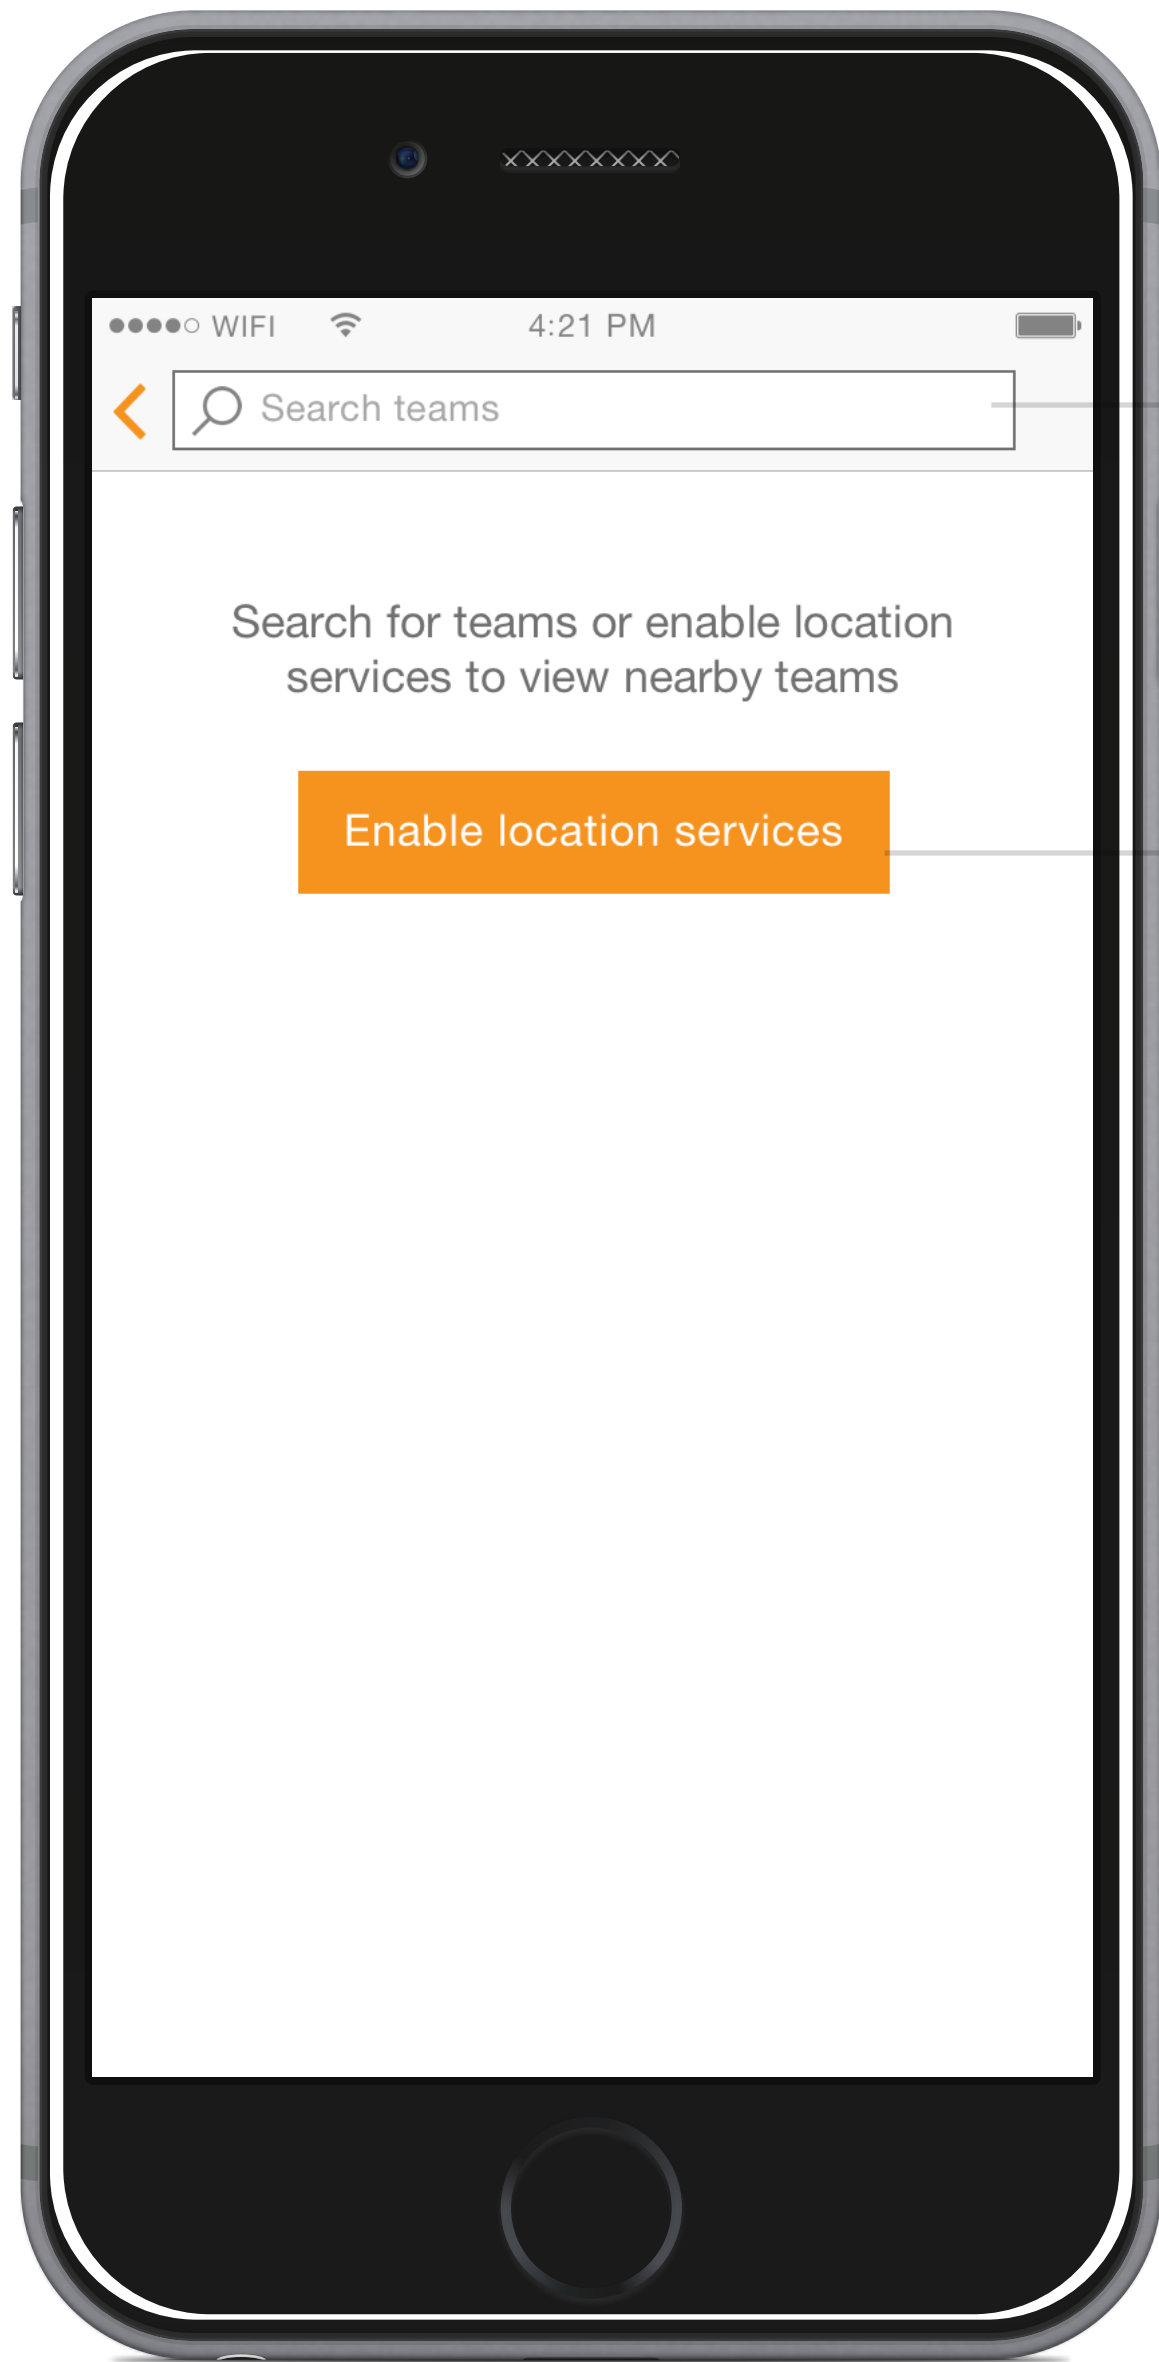 WIFI 4:21 PM
Search teams
Search for teams or enable location
services to view nearby teams
Enable location services